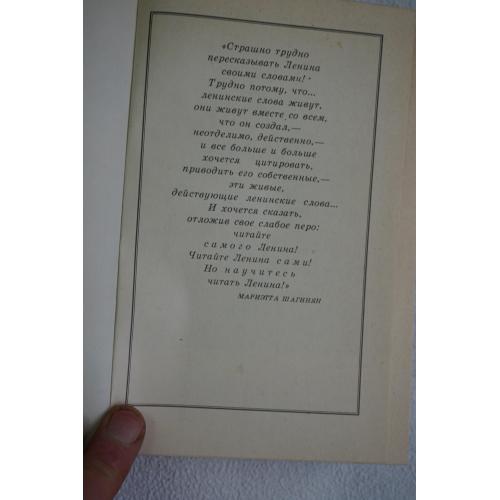 «Страшно трудно
пересказывать Ленина
своими словами!
Трудно потому, что...
ленинские слова живут,
они живут вместе со всем,
что он создал,—
неотделимо, действенно,—
и все больше и больше
хочется цитировать,
приводить его собственные,—
эти живые,
действующие ленинские слова...
И хочется сказать,
отложив свое слабое перо:
читайте
самого Ленина!
Читайте Ленина сами!
Но научитесь
читать Ленина!»
МАРИЭТТА ШАГИНЯН